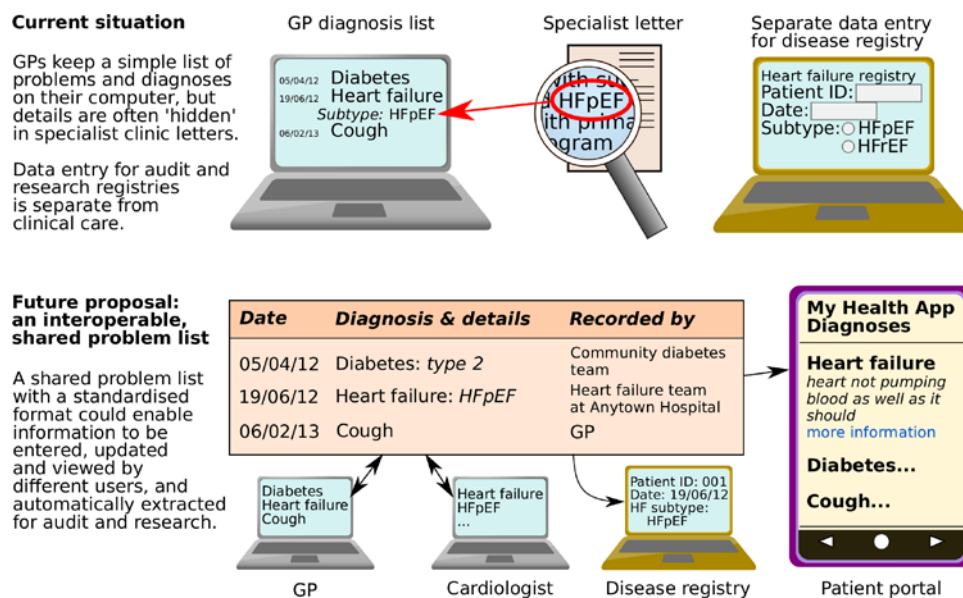 Current situation
GPs keep a simple list of
problems and diagnoses
on their computer, but
details are often 'hidden'
in specialist clinic letters.
Data entry for audit and
research registries
is separate from
clinical care.
GP diagnosis list
05/04/12 Diabetes
19/06/12 Heart failure
Subtype: HFpEF
06/02/13 Cough
Specialist letter
with su
HFpEF
ith prima
ogram
Separate data entry
for disease registry
Heart failure registry
Patient ID:
Date:
Subtype: HFpEF
HFrEF
Future proposal:
an interoperable,
shared problem list
A shared problem list
with a standardised
format could enable
information to be
entered, updated
and viewed by
different users, and
automatically extracted
for audit and research.
Date Diagnosis & details Recorded by
05/04/12 Diabetes: type 2 Community diabetes
team
19/06/12 Heart failure: HFpEF Heart failure team
at Anytown Hospital
06/02/13 Cough GP
Diabetes
Heart failure
Cough
GP
Heart failure
HFpEF
...
Cardiologist
Patient ID: 001
Date: 19/06/12
HF subtype:
HFpEF
Disease registry
My Health App
Diagnoses
Heart failure
heart not pumping
blood as well as it
should
more information
Diabetes...
Cough...
Patient portal